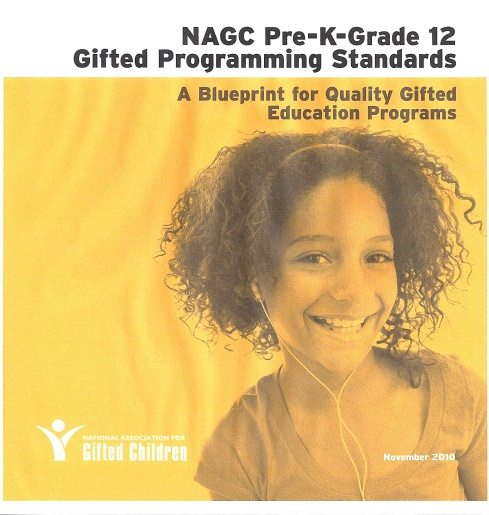 NAGC Pre-K-Grade 12
Gifted Programming Standards
A Blueprint for Quality Gifted
Education Programs
NATIONAL ASSOCIATION FOR
Gifted Children
November 2010